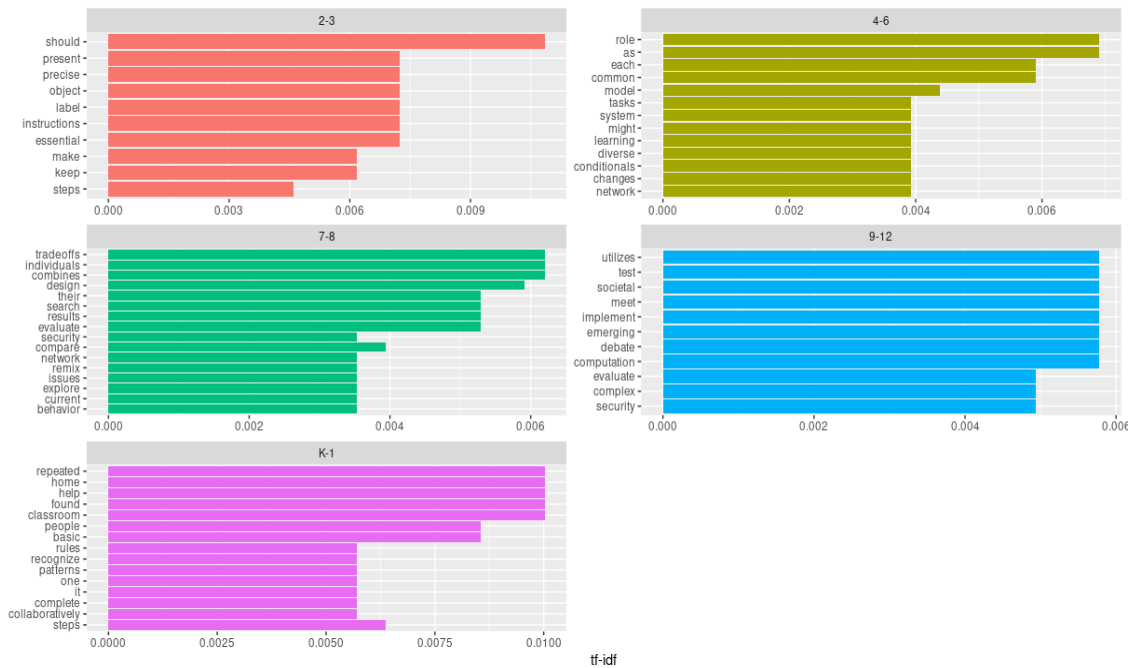 2-3
should
present
precise
object
label
instructions
essential
make
keep
steps
0.000 0.003 0.006 0.009
4-6
role
as
each
common
model
tasks
system
might
learning
diverse
conditionals
changes
network
0.000 0.002 0.004 0.006
7-8
tradeoffs
individuals
combines
design
their
search
results
evaluate
security
compare
network
remix
issues
explore
current
behavior
0.000 0.002 0.004 0.006
9-12
utilizes
test
societal
meet
implement
emerging
debate
computation
evaluate
complex
security
0.000 0.002 0.004 0.006
K-1
repeated
home
help
found
classroom
people
basic
rules
recognize
patterns
one
it
complete
collaboratively
steps
0.0000 0.0025 0.0050 0.0075 0.0100
tf-idf